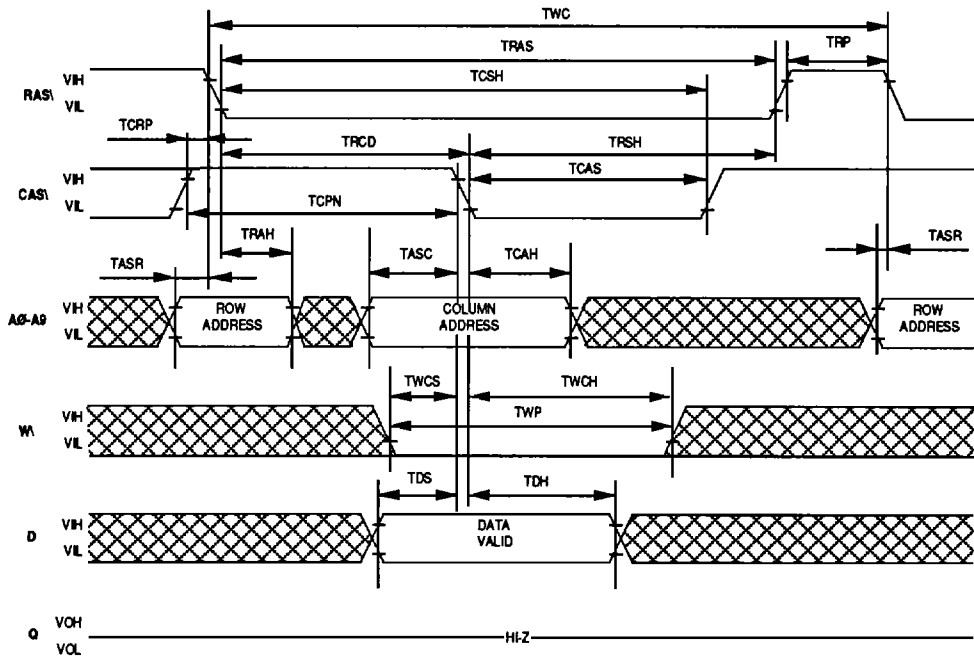 TWC
TRAS
TRP
VIH
RAS\
VIL
TCSH
TCRP
TRCD
TRSH
VIH
CAS\
VIL
TCAS
TCPN
TRAH
TASC
TCAH
TASR
TASR
VIH
AØ-A9
VIL
ROW
ADDRESS
COLUMN
ADDRESS
ROW
ADDRESS
TWCS
TWCH
VIH
W\
VIL
TWP
TDS
TDH
VIH
D
VIL
DATA
VALID
VOH
Q
VOL
HI-Z